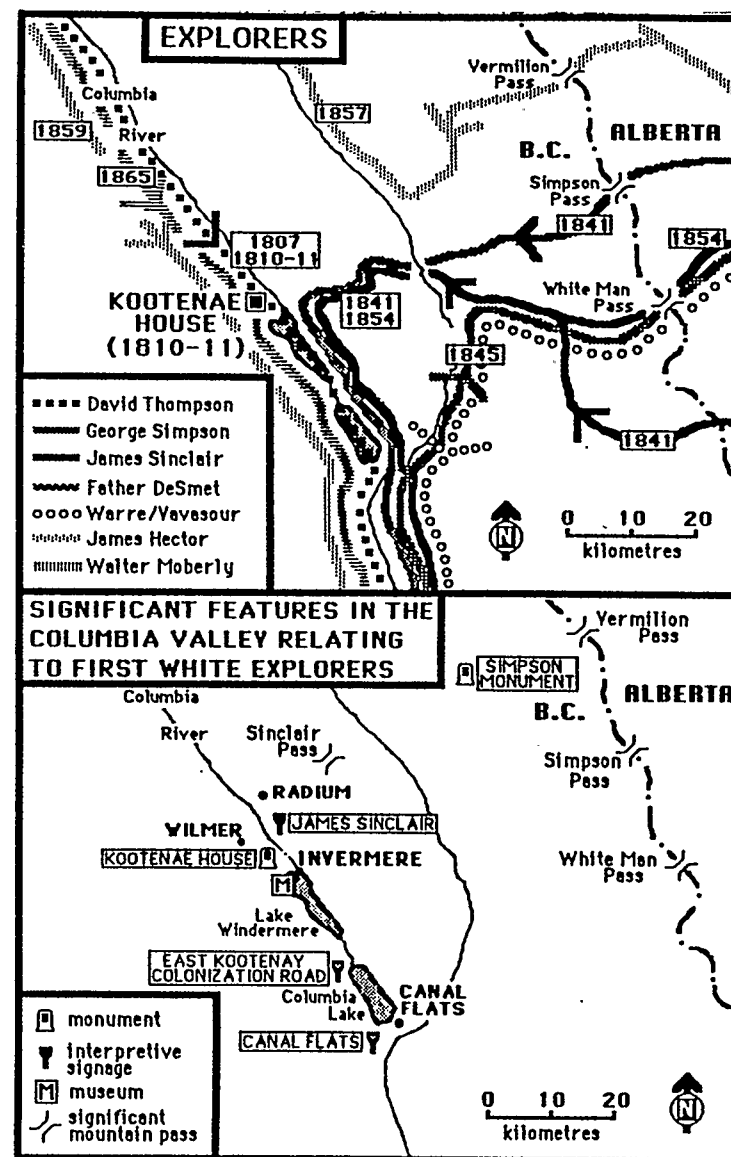 EXPLORERS
Vermilion
Pass
Columbia
River
1859
1857
1865
ALBERTA
B.C.
Simpson
Pass
1841
1854
1807
1810-11
KOOTENAE
HOUSE
(1810-11)
1841
1854
White Man
Pass
1845
1841
David Thompson
George Simpson
James Sinclair
Father DeSmet
Warre/Vavasour
James Hector
Walter Moberly
N
0 10 20
kilometres
SIGNIFICANT FEATURES IN THE
COLUMBIA VALLEY RELATING
TO FIRST WHITE EXPLORERS
Vermilion
Pass
SIMPSON
MONUMENT
ALBERTA
B.C.
Columbia
River
Sinclair
Pass
Simpson
Pass
RADIUM
JAMES SINCLAIR
WILMER
KOOTENAE HOUSE
INVERMERE
White Man
Pass
M
Lake
Windermere
EAST KOOTENAY
COLONIZATION ROAD
Columbia
Lake
CANAL
FLATS
CANAL FLATS
monument
interpretive
signage
M museum
significant
mountain pass
0 10 20
kilometres
N